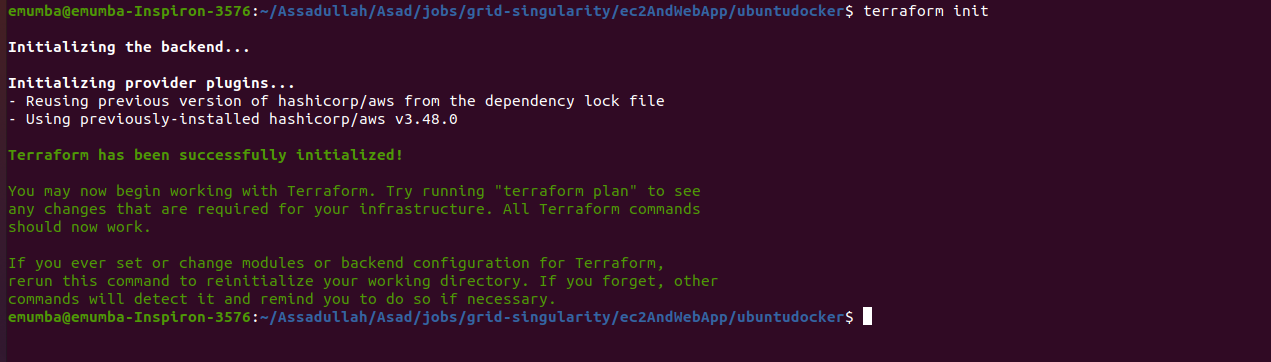 emumba@emumba-Inspiron-3576:~/Assadullah/Asad/jobs/grid-singularity/ec2AndWebApp/ubuntudocker$ terraform init
Initializing the backend...
Initializing provider plugins...
- Reusing previous version of hashicorp/aws from the dependency lock file
- Using previously-installed hashicorp/aws v3.48.0
Terraform has been successfully initialized!
You may now begin working with Terraform. Try running "terraform plan" to see
any changes that are required for your infrastructure. All Terraform commands
should now work.
If you ever set or change modules or backend configuration for Terraform,
rerun this command to reinitialize your working directory. If you forget, other
commands will detect it and remind you to do so if necessary.
emumba@emumba-Inspiron-3576:~/Assadullah/Asad/jobs/grid-singularity/ec2AndWebApp/ubuntudocker$